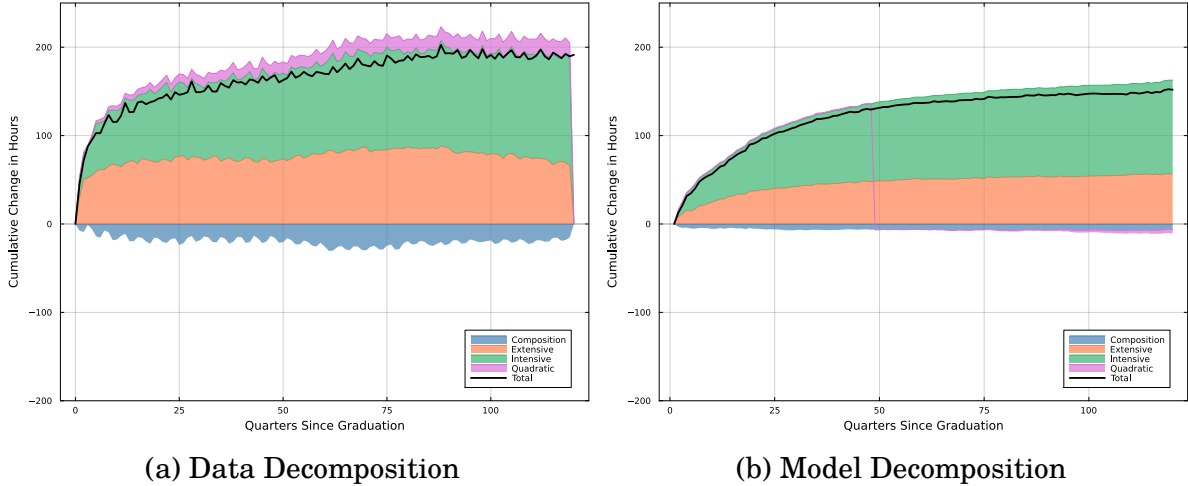 200
100
0
−100
−200
Cumulative Change in Hours
0
25
50
75
100
Quarters Since Graduation
Composition
Extensive
Intensive
Quadratic
Total
(a) Data Decomposition
200
100
0
−100
−200
Cumulative Change in Hours
0
25
50
75
100
Quarters Since Graduation
Composition
Extensive
Intensive
Quadratic
Total
(b) Model Decomposition